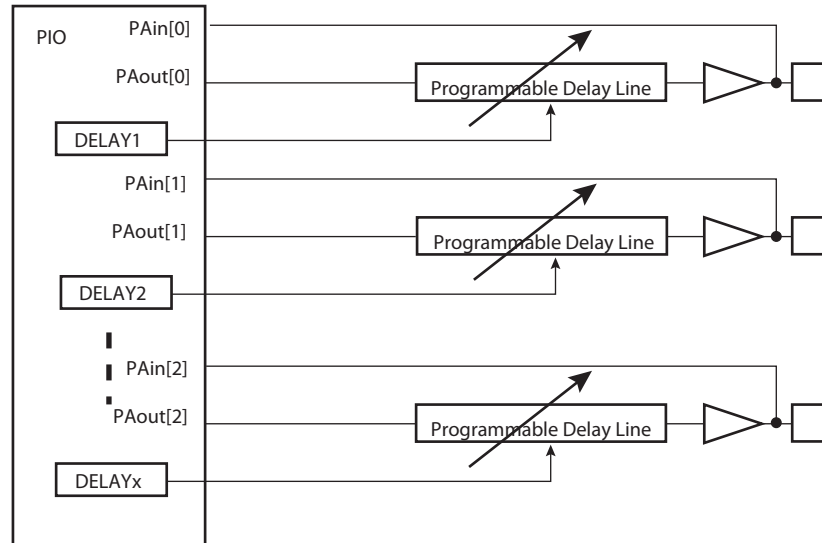 PIO
PAin[0]
PAout[0]
Programmable Delay Line
DELAY1
PAin[1]
PAout[1]
Programmable Delay Line
DELAY2
PAin[2]
PAout[2]
Programmable Delay Line
DELAYx